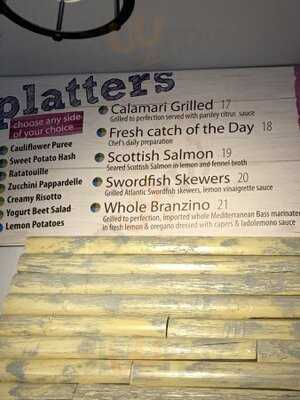 platters
choose any side
of your choice
Cauliflower Puree
Sweet Potato Hash
Ratatouille
Zucchini Pappardelle
Creamy Risotto
Yogurt Beet Salad
Lemon Potatoes
Calamari Grilled 17
Grilled to perfection served with parsley citrus sauce
Fresh catch of the Day 18
Chef's daily preparation
Scottish Salmon 19
Seared Scottish Salmon in lemon and fennel broth
Swordfish Skewers 20
Grilled Atlantic Swordfish skewers, lemon vinaigrette sauce
Whole Branzino 21
Grilled to perfection, imported whole Mediterranean Bass marinated
in fresh lemon & oregano dressed with capers & ladolemono sauce